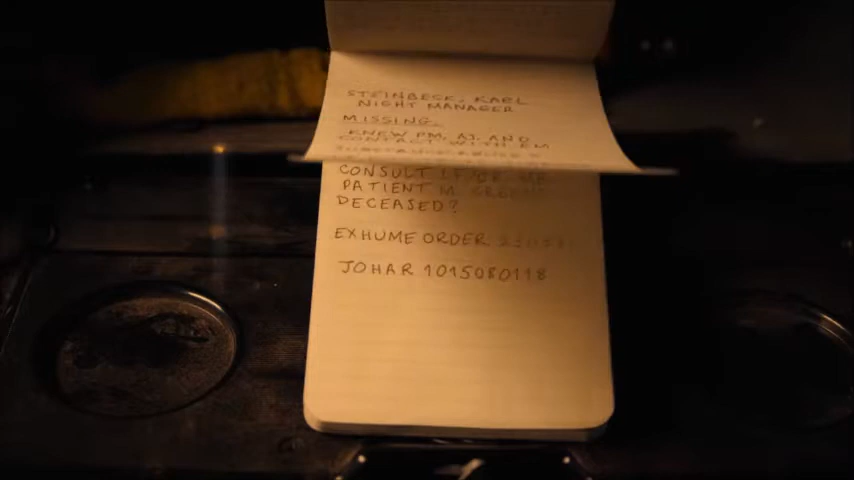 STEINBECK, KARL
NIGHT MANAGER
MISSING.
KNEW PM, AJ, AND
CONTACT WITH EM
CONSULT
PATIENT M.
DECEASED?
EXHUME ORDER
JOHAR 1015080118